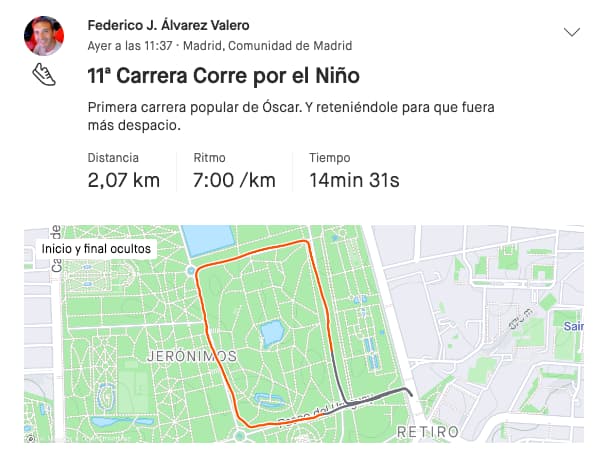 Federico J. Álvarez Valero
Ayer a las 11:37 · Madrid, Comunidad de Madrid
11ª Carrera Corre por el Niño
Primera carrera popular de Óscar. Y reteniéndole para que fuera
más despacio.
Distancia
Ritmo
Tiempo
2,07 km
7:00 /km
14min 31s
Inicio y final ocultos
JERÓNIMOS
RETIRO